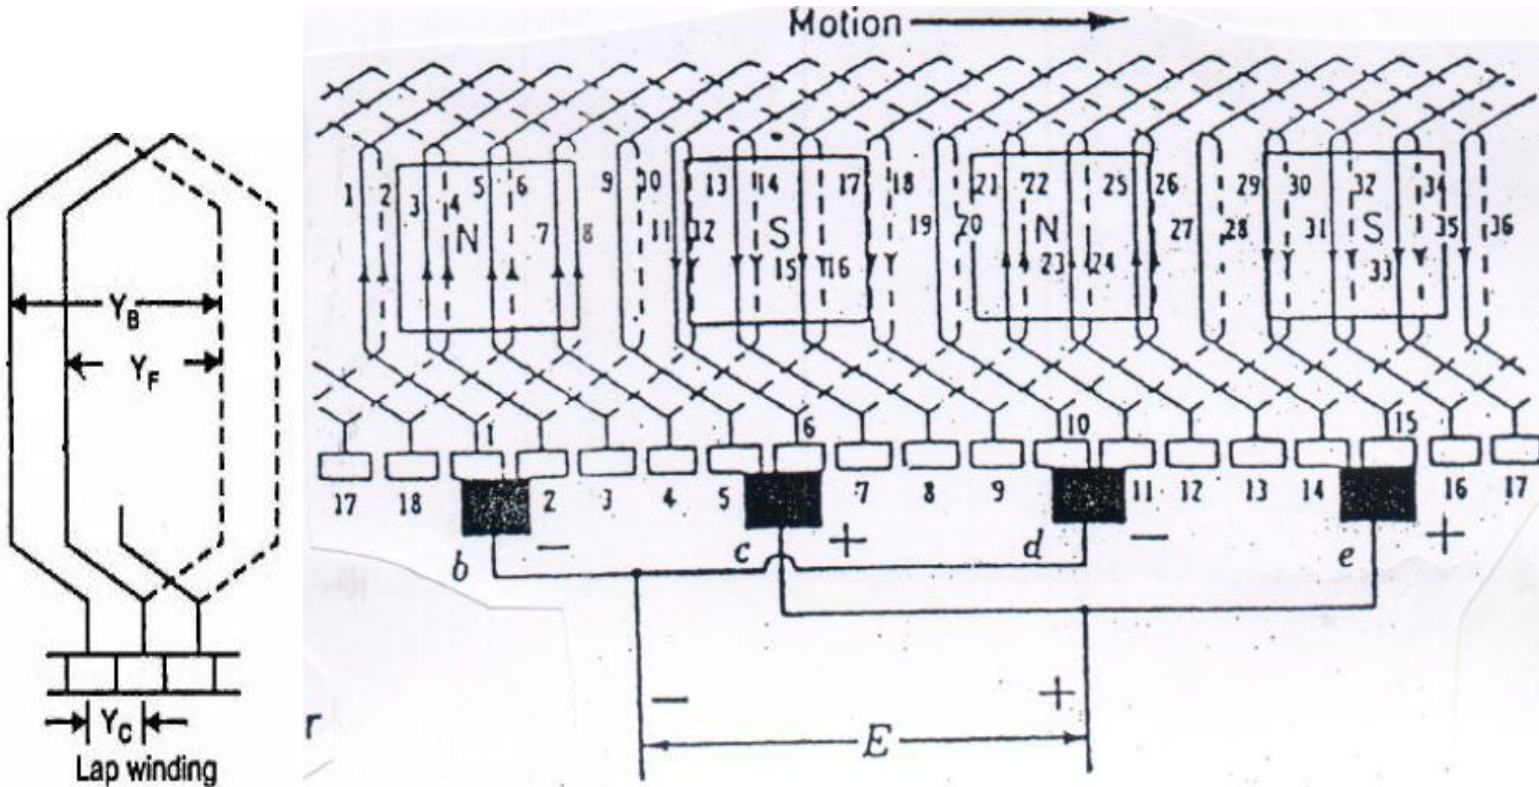 Y_B
Y_F
Y_C
Lap winding
Motion
1 2 3 4 5 6 7 8 9 10 11 12 13 14 15 16 17 18 19 20 21 22 23 24 25 26 27 28 29 30 31 32 33 34 35 36
N S N S
1 6 10 15
17 18 2 3 4 5 7 8 9 11 12 13 14 16 17
b − c + d − e +
− +
r
E